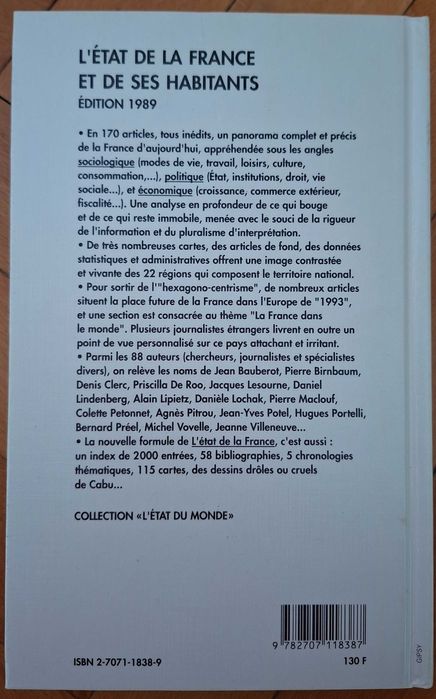 L'ÉTAT DE LA FRANCE
ET DE SES HABITANTS
ÉDITION 1989
• En 170 articles, tous inédits, un panorama complet et précis
de la France d'aujourd'hui, appréhendée sous les angles
sociologique (modes de vie, travail, loisirs, culture,
consommation,...), politique (État, institutions, droit, vie
sociale...), et économique (croissance, commerce extérieur,
fiscalité...). Une analyse en profondeur de ce qui bouge
et de ce qui reste immobile, menée avec le souci de la rigueur
de l'information et du pluralisme d'interprétation.
• De très nombreuses cartes, des articles de fond, des données
statistiques et administratives offrent une image contrastée
et vivante des 22 régions qui composent le territoire national.
• Pour sortir de l'"hexagono-centrisme", de nombreux articles
situent la place future de la France dans l'Europe de "1993",
et une section est consacrée au thème "La France dans
le monde". Plusieurs journalistes étrangers livrent en outre un
point de vue personnalisé sur ce pays attachant et irritant.
• Parmi les 88 auteurs (chercheurs, journalistes et spécialistes
divers), on relève les noms de Jean Bauberot, Pierre Birnbaum,
Denis Clerc, Priscilla De Roo, Jacques Lesourne, Daniel
Lindenberg, Alain Lipietz, Danièle Lochak, Pierre Maclouf,
Colette Petonnet, Agnès Pitrou, Jean-Yves Potel, Hugues Portelli,
Bernard Préel, Michel Vovelle, Jeanne Villeneuve...
• La nouvelle formule de L'état de la France, c'est aussi :
un index de 2000 entrées, 58 bibliographies, 5 chronologies
thématiques, 115 cartes, des dessins drôles ou cruels
de Cabu...
COLLECTION «L'ÉTAT DU MONDE»
9 782707 118387
ISBN 2-7071-1838-9
130 F
GIPSY